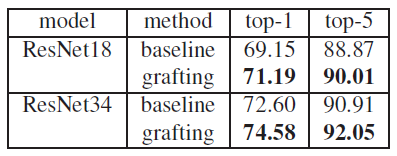 model method top-1 top-5
ResNet18 baseline 69.15 88.87
grafting 71.19 90.01
ResNet34 baseline 72.60 90.91
grafting 74.58 92.05